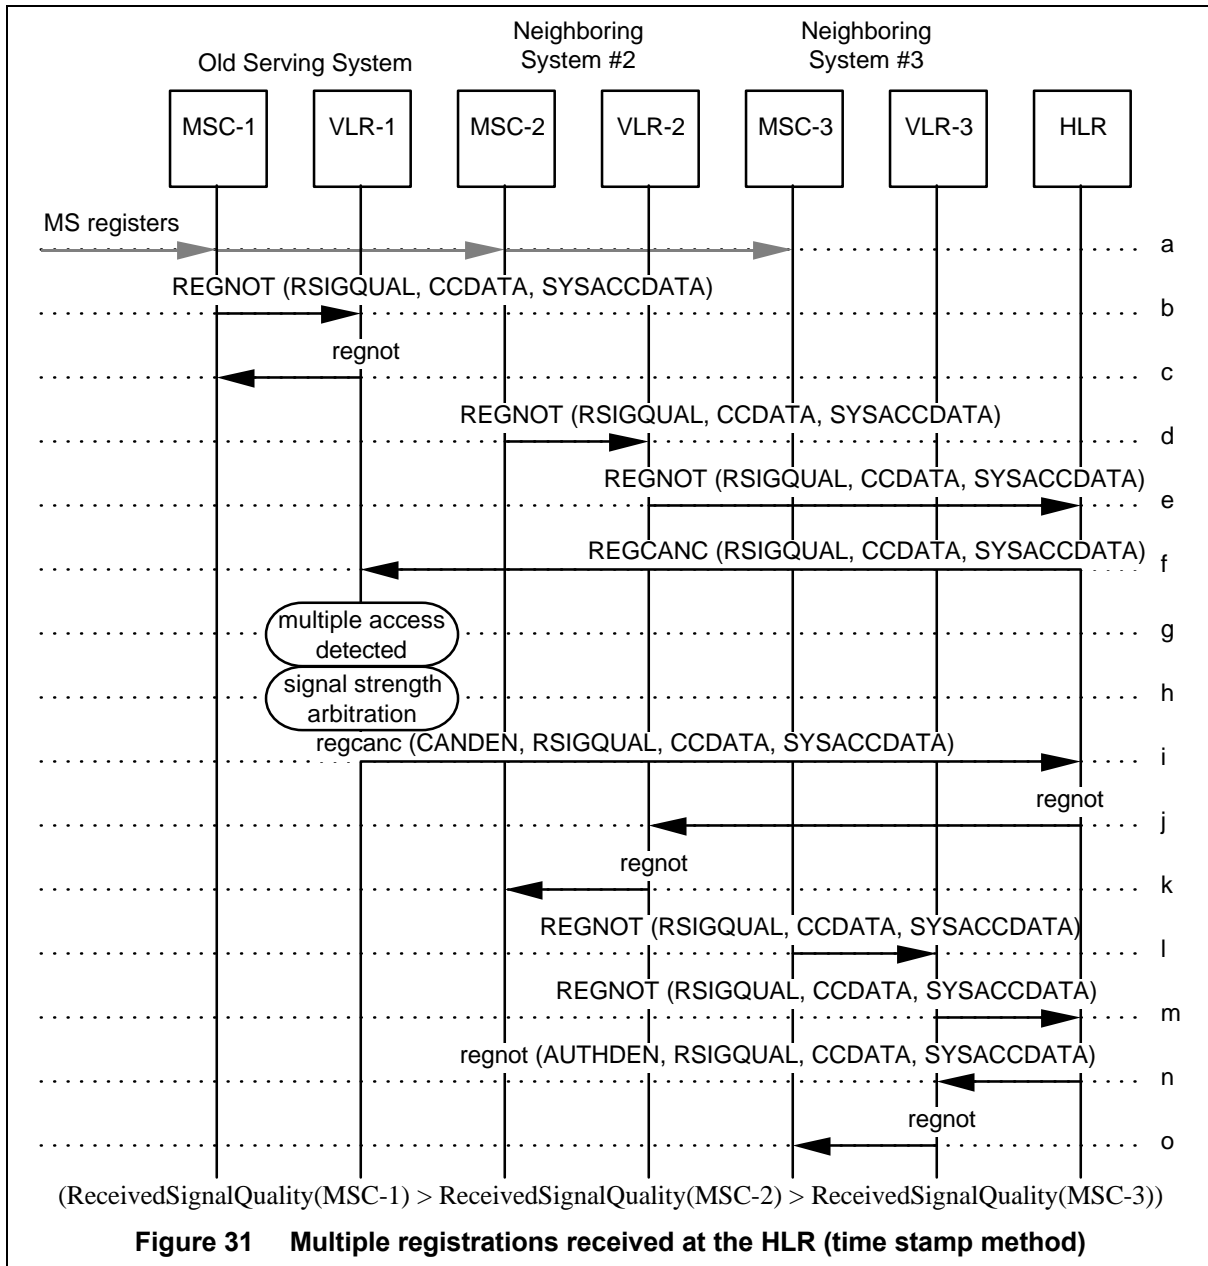 Neighboring
System #2
Neighboring
System #3
Old Serving System
MSC-1
VLR-1
MSC-2
VLR-2
MSC-3
VLR-3
HLR
MS registers
a
REGNOT (RSIGQUAL, CCDATA, SYSACCDATA)
b
regnot
c
REGNOT (RSIGQUAL, CCDATA, SYSACCDATA)
d
REGNOT (RSIGQUAL, CCDATA, SYSACCDATA)
e
REGCANC (RSIGQUAL, CCDATA, SYSACCDATA)
f
multiple access
detected
g
signal strength
arbitration
h
regcanc (CANDEN, RSIGQUAL, CCDATA, SYSACCDATA)
i
regnot
j
regnot
k
REGNOT (RSIGQUAL, CCDATA, SYSACCDATA)
l
REGNOT (RSIGQUAL, CCDATA, SYSACCDATA)
m
regnot (AUTHDEN, RSIGQUAL, CCDATA, SYSACCDATA)
n
regnot
o
(ReceivedSignalQuality(MSC-1) > ReceivedSignalQuality(MSC-2) > ReceivedSignalQuality(MSC-3))
Figure 31 Multiple registrations received at the HLR (time stamp method)